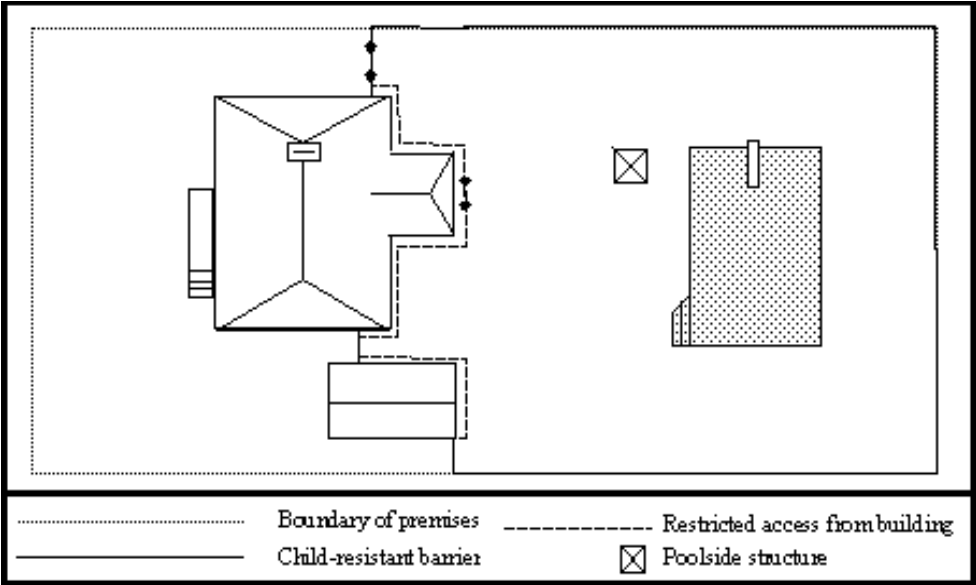 Boundary of premises
Restricted access from building
Child-resistant barrier
Poolside structure